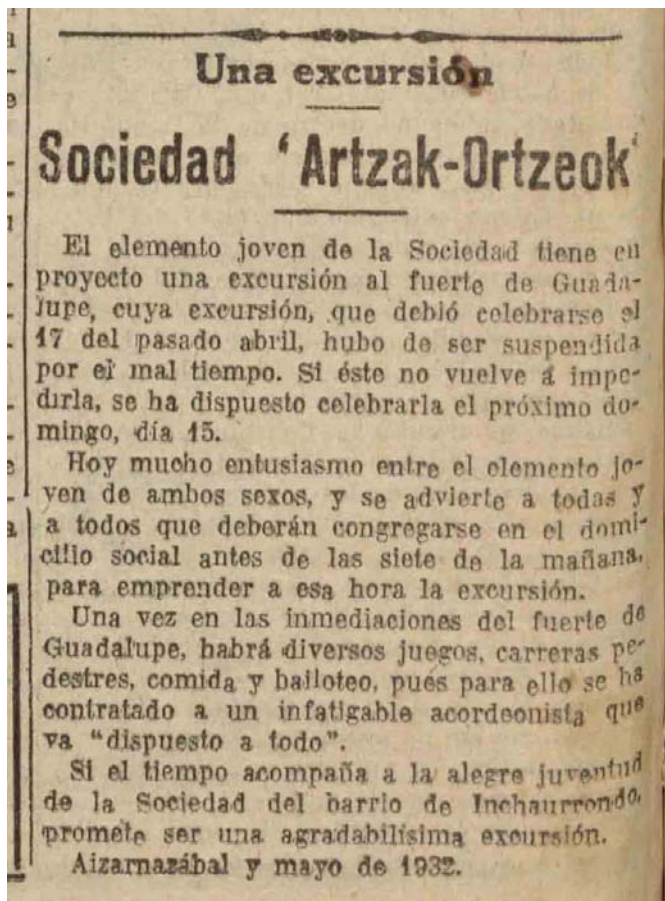 Una excursión
Sociedad 'Artzak-Ortzeok'
El elemento joven de la Sociedad tiene en
proyecto una excursión al fuerte de Guada-
lupe, cuya excursión, que debió celebrarse el
17 del pasado abril, hubo de ser suspendida
por el mal tiempo. Si éste no vuelve á impe-
dirla, se ha dispuesto celebrarla el próximo do-
mingo, día 15.
Hoy mucho entusiasmo entre el elemento jo-
ven de ambos sexos, y se advierte a todas y
a todos que deberán congregarse en el domi-
cilio social antes de las siete de la mañana,
para emprender a esa hora la excursión.
Una vez en las inmediaciones del fuerte de
Guadalupe, habrá diversos juegos, carreras pe-
destres, comida y bailoteo, pues para ello se ha
contratado a un infatigable acordeonista que
va "dispuesto a todo".
Si el tiempo acompaña a la alegre juventud
de la Sociedad del barrio de Inchaurrondo,
promete ser una agradabilísima excursión.
Aizarnazábal y mayo de 1932.